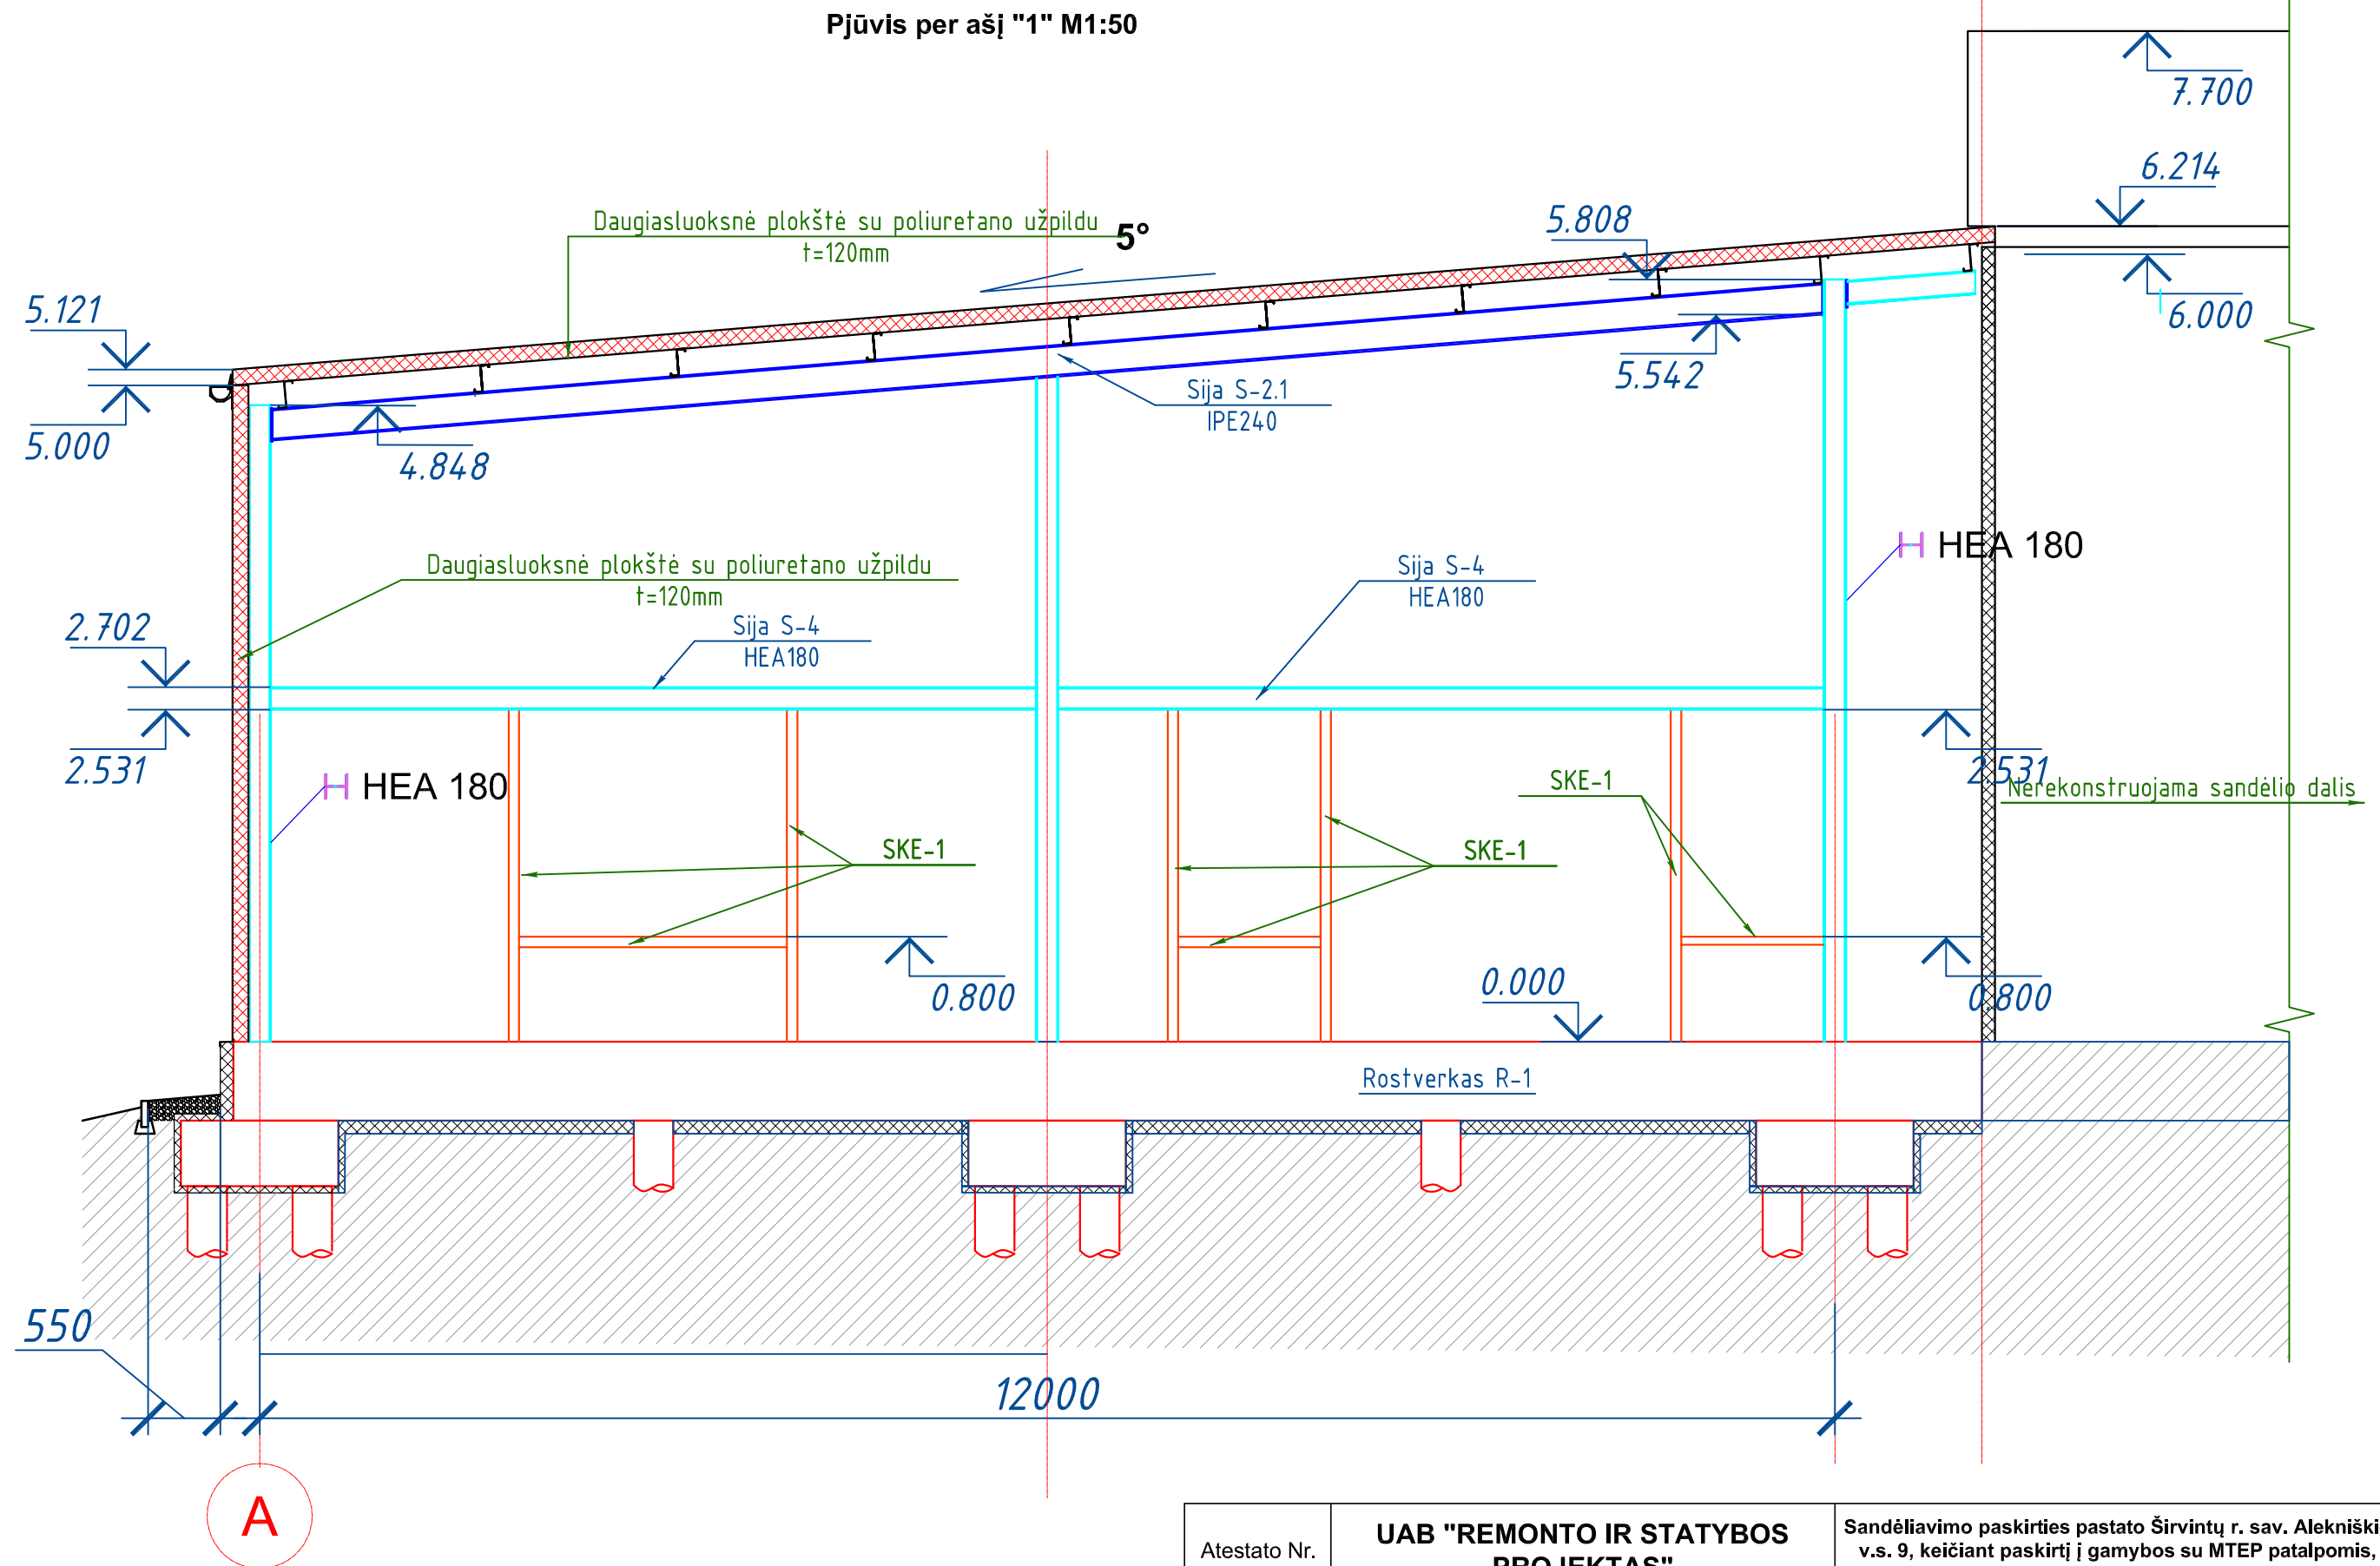 Pjūvis per ašį "1" M1:50
7.700
6.214
5.808
Daugiasluoksnė plokštė su poliuretano užpildu
t=120mm
5°
5.121
6.000
5.542
Sija S-2.1
IPE240
5.000
4.848
HEA 180
Daugiasluoksnė plokštė su poliuretano užpildu
t=120mm
Sija S-4
HEA180
2.702
Sija S-4
HEA180
2.531
2.531
HEA 180
SKE-1
Nerekonstruojama sandėlio dalis
SKE-1
SKE-1
0.800
0.000
0.800
Rostverkas R-1
550
12000
A
Atestato Nr.
UAB "REMONTO IR STATYBOS
PROJEKTAS"
Sandėliavimo paskirties pastato Širvintų r. sav. Alekniški
v.s. 9, keičiant paskirtį į gamybos su MTEP patalpomis,